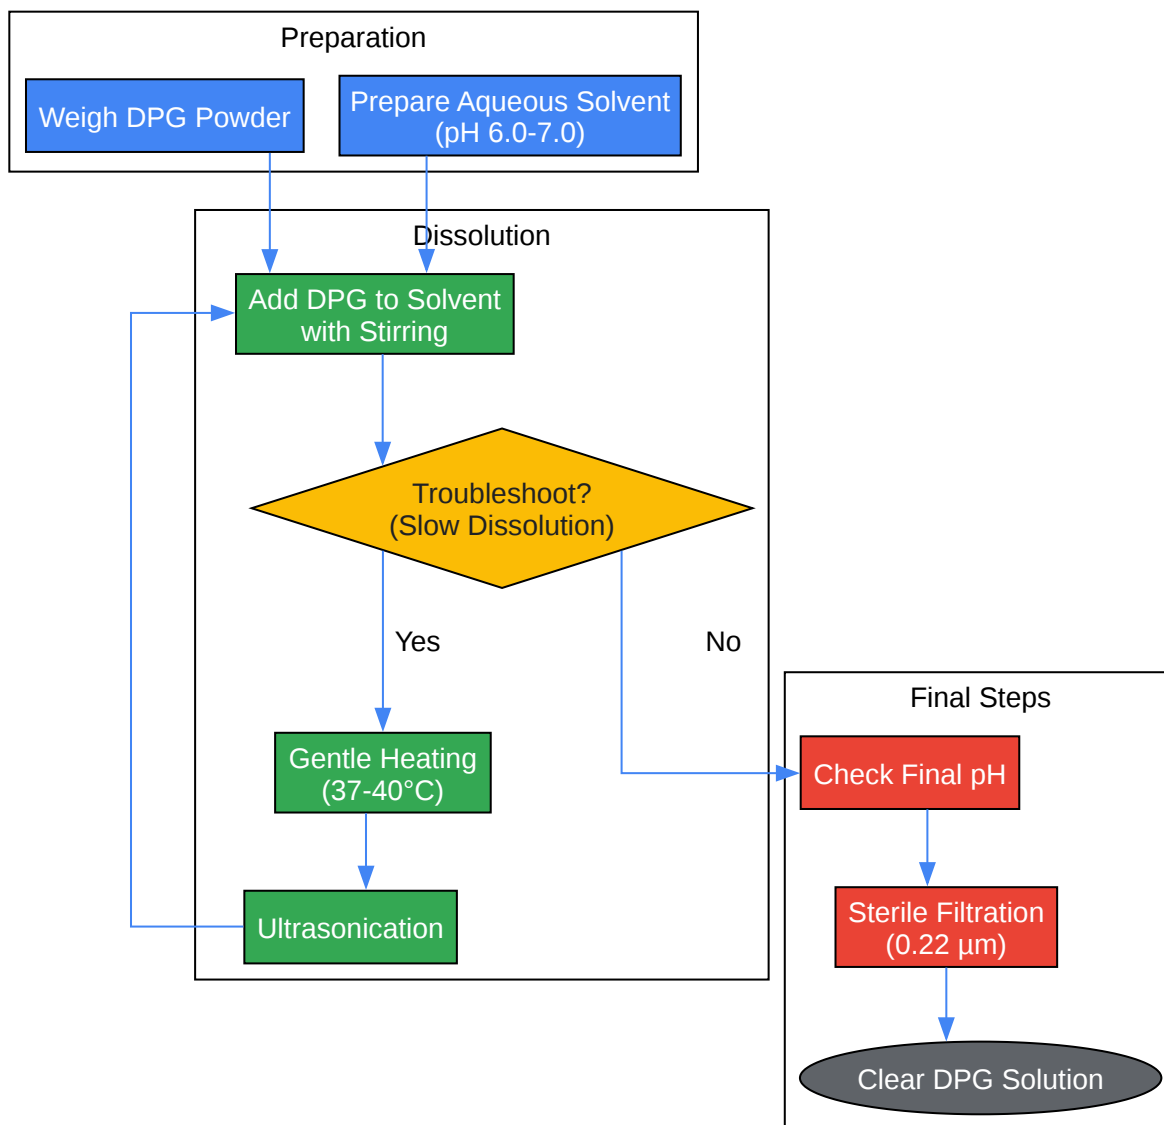 Preparation
Weigh DPG Powder
Prepare Aqueous Solvent
(pH 6.0-7.0)
Dissolution
Add DPG to Solvent
with Stirring
Troubleshoot?
(Slow Dissolution)
Yes
No
Gentle Heating
(37-40°C)
Ultrasonication
Final Steps
Check Final pH
Sterile Filtration
(0.22 µm)
Clear DPG Solution